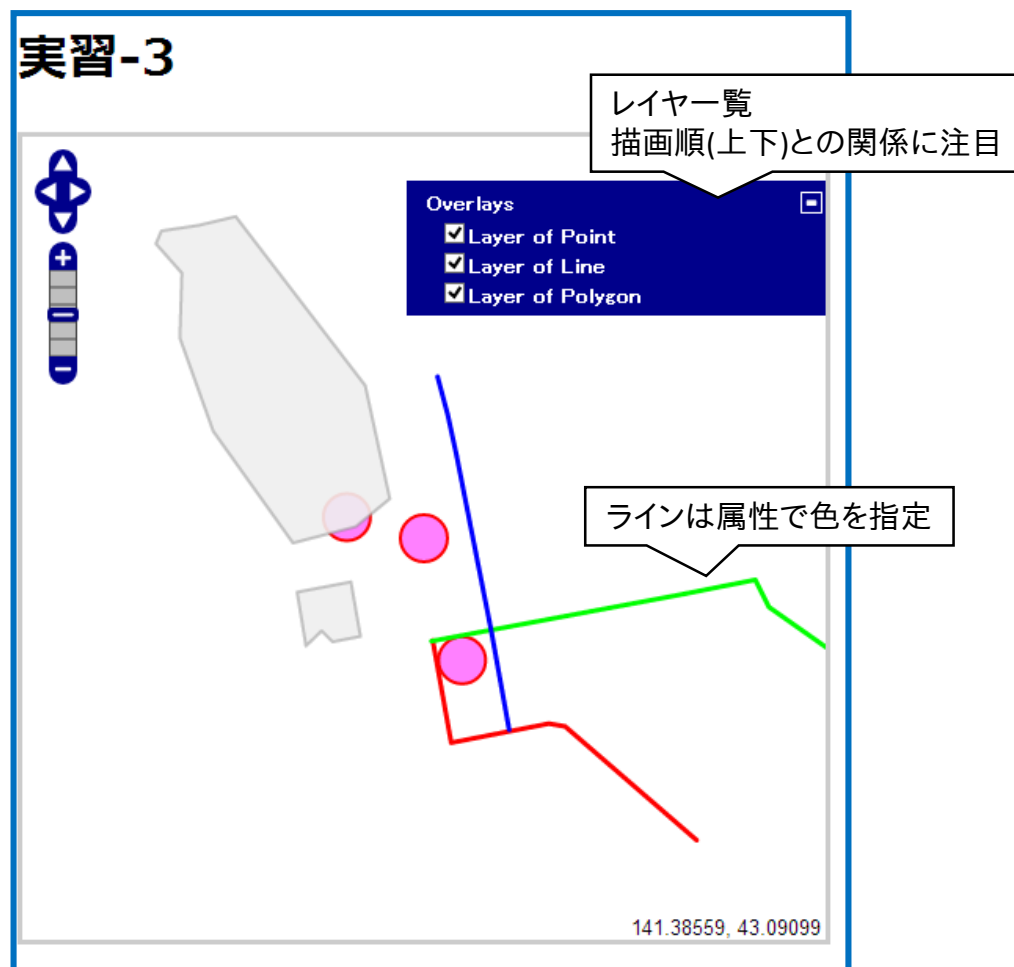 実習-3
レイヤ一覧
描画順(上下)との関係に注目
Overlays
Layer of Point
Layer of Line
Layer of Polygon
ラインは属性で色を指定
141.38559, 43.09099